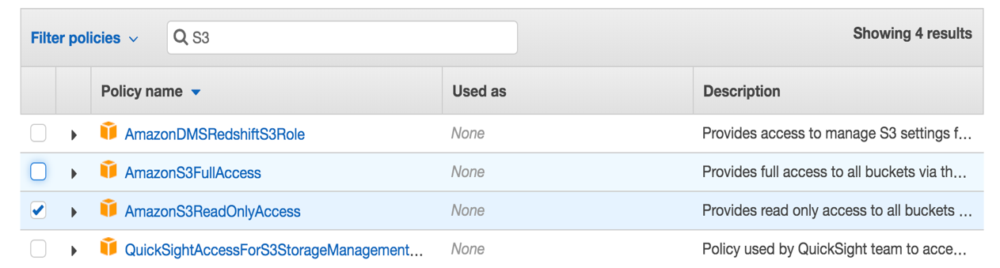 Filter policies S3 Showing 4 results
Policy name Used as Description
AmazonDMSRedshiftS3Role None Provides access to manage S3 settings f...
AmazonS3FullAccess None Provides full access to all buckets via th...
AmazonS3ReadOnlyAccess None Provides read only access to all buckets ...
QuickSightAccessForS3StorageManagement... None Policy used by QuickSight team to acce...